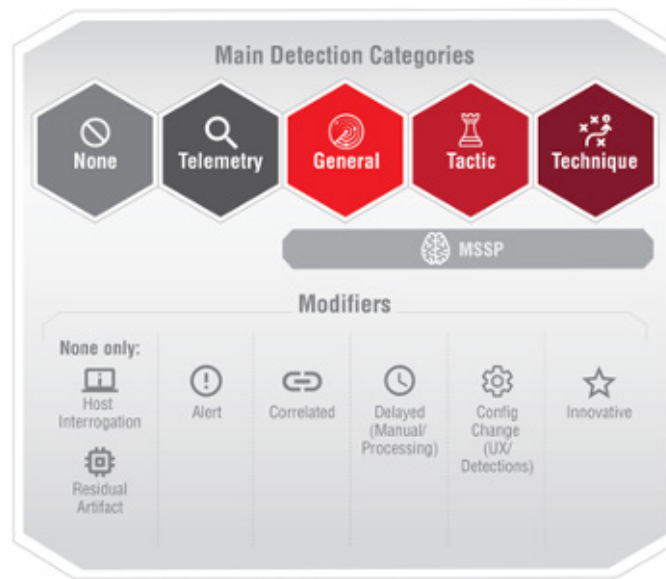 Main Detection Categories
None
Telemetry
General
Tactic
Technique
MSSP
Modifiers
None only:
Host
Interrogation
Residual
Artifact
Alert
Correlated
Delayed
(Manual/
Processing)
Config
Change
(UX/
Detections)
Innovative